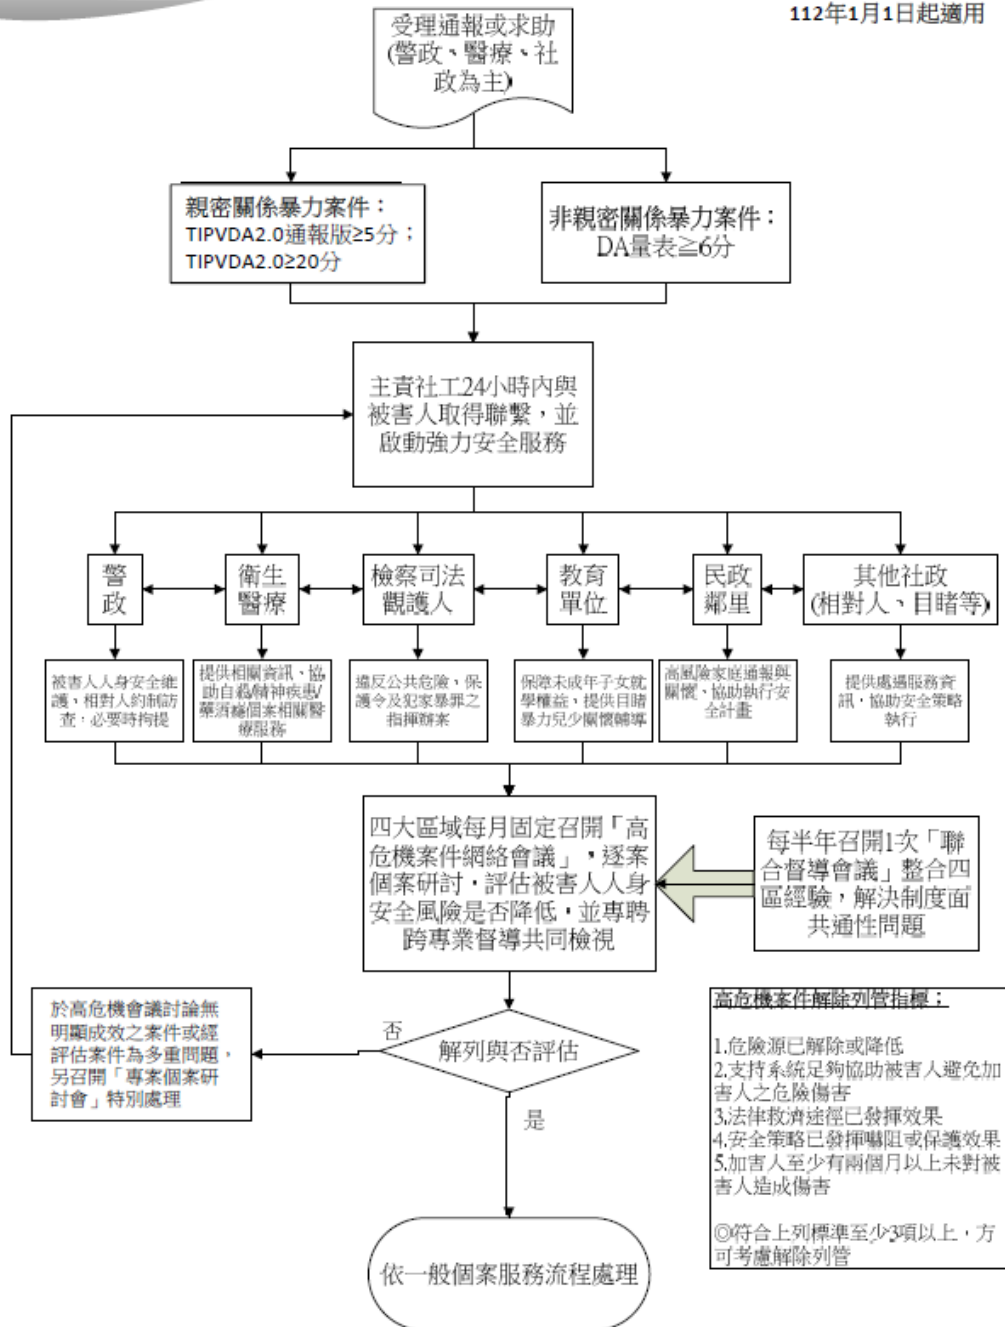 112年1月1日起適用
受理通報或求助
(警政、醫療、社
政為主)
親密關係暴力案件：
TIPVDA2.0通報版≥5分；
TIPVDA2.0≥20分
非親密關係暴力案件：
DA量表≧6分
主責社工24小時內與
被害人取得聯繫，並
啟動強力安全服務
警
政
衛生
醫療
檢察司法
觀護人
教育
單位
民政
鄰里
其他社政
(相對人、目睹等)
被害人人身安全維
護、相對人約制訪
查，必要時拘提
提供相關資訊、協
助自殺/精神疾患/
藥酒癮個案相關醫
療服務
違反公共危險、保
護令及犯家暴罪之
指揮辦案
保障未成年子女就
學權益、提供目睹
暴力兒少關懷輔導
高風險家庭通報與
關懷、協助執行安
全計畫
提供處遇服務資
訊，協助安全策略
執行
四大區域每月固定召開「高
危機案件網絡會議」，逐案
個案研討，評估被害人人身
安全風險是否降低，並專聘
跨專業督導共同檢視
每半年召開1次「聯
合督導會議」整合四
區經驗，解決制度面
共通性問題
於高危機會議討論無
明顯成效之案件或經
評估案件為多重問題，
另召開「專案個案研
討會」特別處理
否
解列與否評估
是
依一般個案服務流程處理
高危機案件解除列管指標：
1.危險源已解除或降低
2.支持系統足夠協助被害人避免加
害人之危險傷害
3.法律救濟途徑已發揮效果
4.安全策略已發揮嚇阻或保護效果
5.加害人至少有兩個月以上未對被
害人造成傷害
◎符合上列標準至少3項以上，方
可考慮解除列管